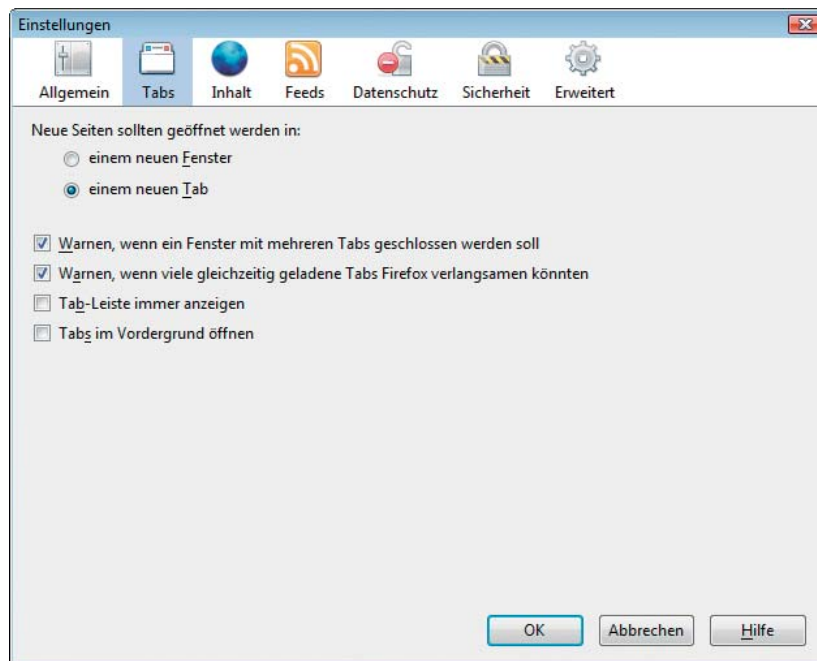 Einstellungen
Allgemein Tabs Inhalt Feeds Datenschutz Sicherheit Erweitert
Neue Seiten sollten geöffnet werden in:
einem neuen Fenster
einem neuen Tab
Warnen, wenn ein Fenster mit mehreren Tabs geschlossen werden soll
Warnen, wenn viele gleichzeitig geladene Tabs Firefox verlangsamen könnten
Tab-Leiste immer anzeigen
Tabs im Vordergrund öffnen
OK Abbrechen Hilfe